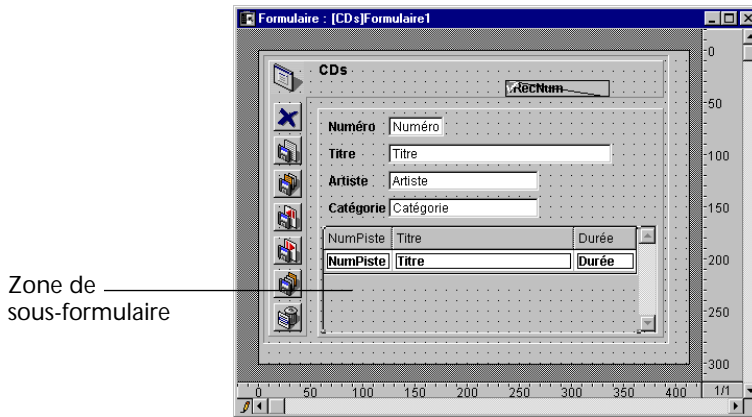 Formulaire : [CDs]Formulaire1
CDs
RecNum
Numéro Numéro
Titre Titre
Artiste Artiste
Catégorie Catégorie
NumPiste Titre Durée
NumPiste Titre Durée
Zone de
sous-formulaire
0
50
100
150
200
250
300
0 50 100 150 200 250 300 350 400 1/1